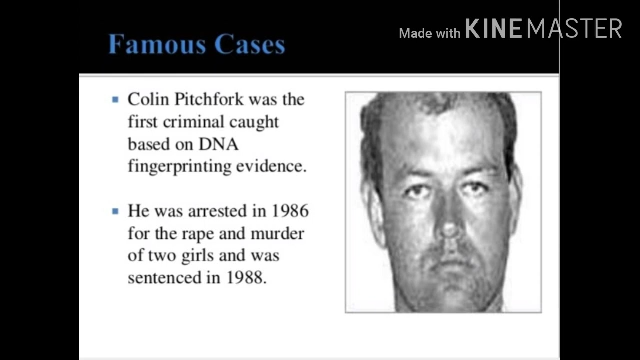 Famous Cases
Made with KINEMASTER
Colin Pitchfork was the
first criminal caught
based on DNA
fingerprinting evidence.
He was arrested in 1986
for the rape and murder
of two girls and was
sentenced in 1988.